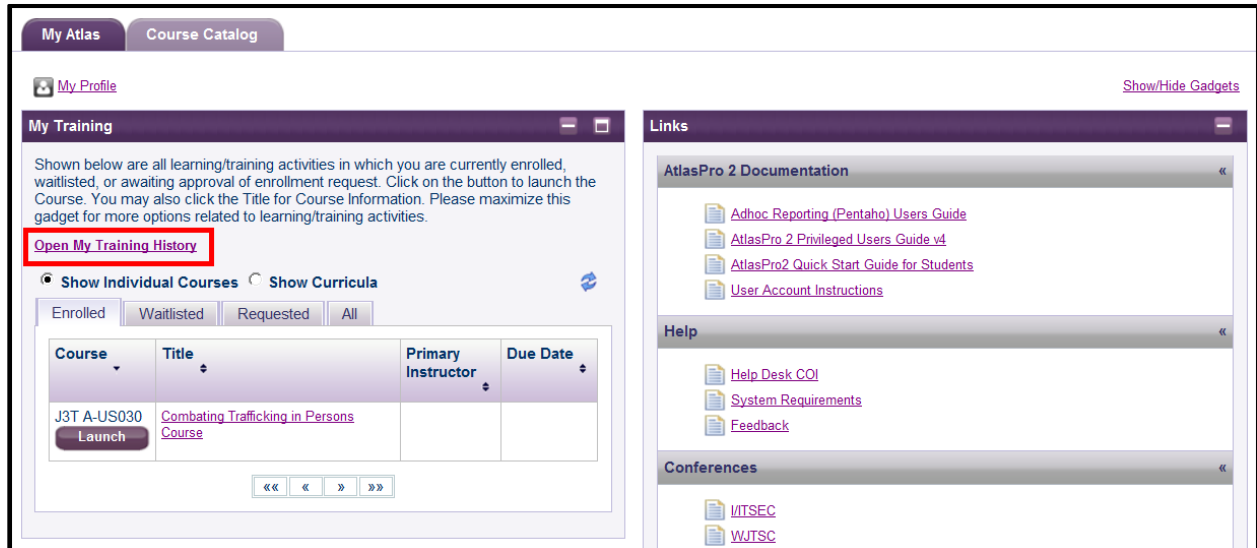 My Atlas
Course Catalog
My Profile
Show/Hide Gadgets
My Training
Shown below are all learning/training activities in which you are currently enrolled,
waitlisted, or awaiting approval of enrollment request. Click on the button to launch the
Course. You may also click the Title for Course Information. Please maximize this
gadget for more options related to learning/training activities.
Open My Training History
Show Individual Courses Show Curricula
Enrolled Waitlisted Requested All
Course Title Primary Due Date
Instructor
J3T A-US030 Combating Trafficking in Persons
Launch Course
«« « » »»
Links
AtlasPro 2 Documentation «
Adhoc Reporting (Pentaho) Users Guide
AtlasPro 2 Privileged Users Guide v4
AtlasPro2 Quick Start Guide for Students
User Account Instructions
Help «
Help Desk COI
System Requirements
Feedback
Conferences «
I/ITSEC
WJTSC